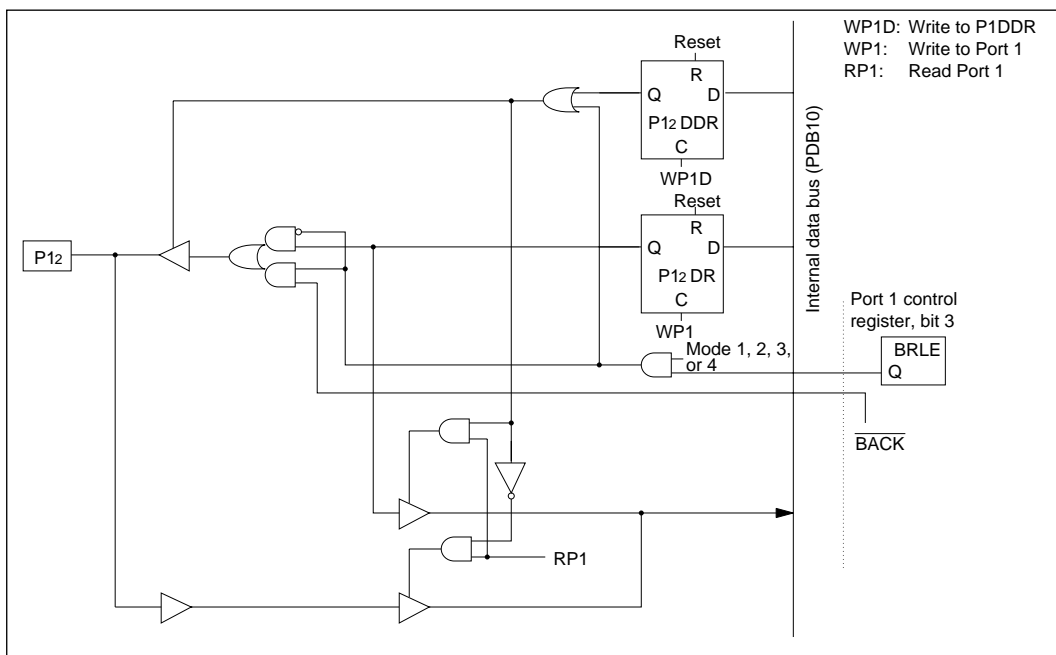 WP1D: Write to P1DDR
WP1: Write to Port 1
RP1: Read Port 1
Reset
R
Q D
P12 DDR
C
WP1D
Reset
R
Q D
P12 DR
C
WP1
P12
Internal data bus (PDB10)
Port 1 control
register, bit 3
BRLE
Q
Mode 1, 2, 3,
or 4
BACK
RP1